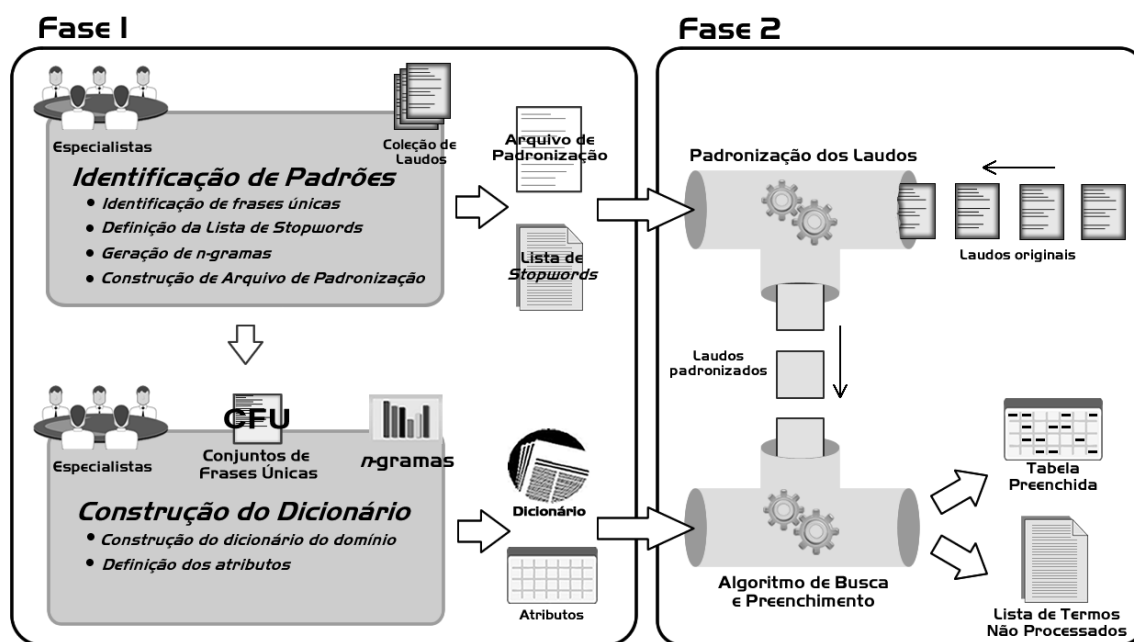 Fase 1
Especialistas
Coleção de
Laudos
Identificação de Padrões
• Identificação de frases únicas
• Definição da Lista de Stopwords
• Geração de n-gramas
• Construção de Arquivo de Padronização
Arquivo de
Padronização
Lista de
Stopwords
Especialistas
CFU
Conjuntos de
Frases Únicas
n-gramas
Construção do Dicionário
• Construção do dicionário do domínio
• Definição dos atributos
Dicionário
Atributos
Fase 2
Padronização dos Laudos
Laudos originais
Laudos
padronizados
Algoritmo de Busca
e Preenchimento
Tabela
Preenchida
Lista de Termos
Não Processados